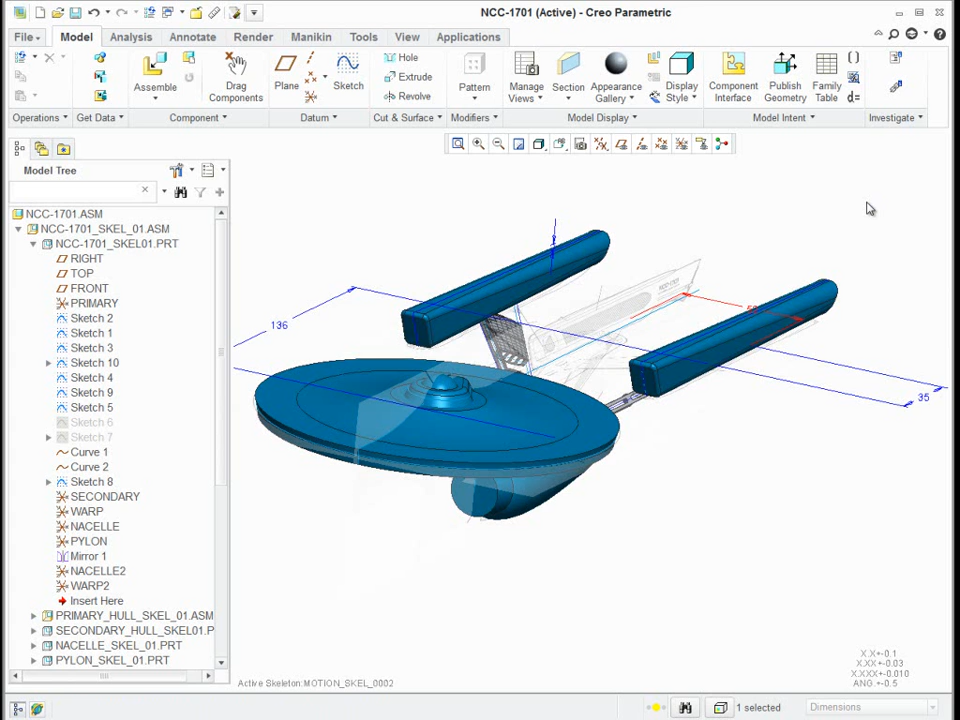 NCC-1701 (Active) - Creo Parametric
File Model Analysis Annotate Render Manikin Tools View Framework Applications
Assemble
Drag Components
Plane
Sketch
Hole
Extrude
Revolve
Pattern
Manage Views
Section
Appearance Gallery
Display Style
Component Interface
Publish Geometry
Family Table
Operations Get Data Component Datum Cut & Surface Modifiers Model Display Model Intent Investigate
Model Tree
NCC-1701.ASM
NCC-1701_SKEL_01.ASM
NCC-1701_SKEL01.PRT
RIGHT
TOP
FRONT
PRIMARY
Sketch 2
Sketch 1
Sketch 3
Sketch 10
Sketch 4
Sketch 9
Sketch 5
Sketch 6
Sketch 7
Curve 1
Curve 2
Sketch 8
SECONDARY
WARP
NACELLE
PYLON
Mirror 1
NACELLE2
WARP2
Insert Here
PRIMARY_HULL_SKEL_01.ASM
SECONDARY_HULL_SKEL01.P
NACELLE_SKEL_01.PRT
PYLON_SKEL_01.PRT
136
35
X.X+-0.1
X.XX+-0.03
X.XXX+-0.010
ANG.+-0.5
Active Skeleton:MOTION_SKEL_0002
1 selected
Dimensions